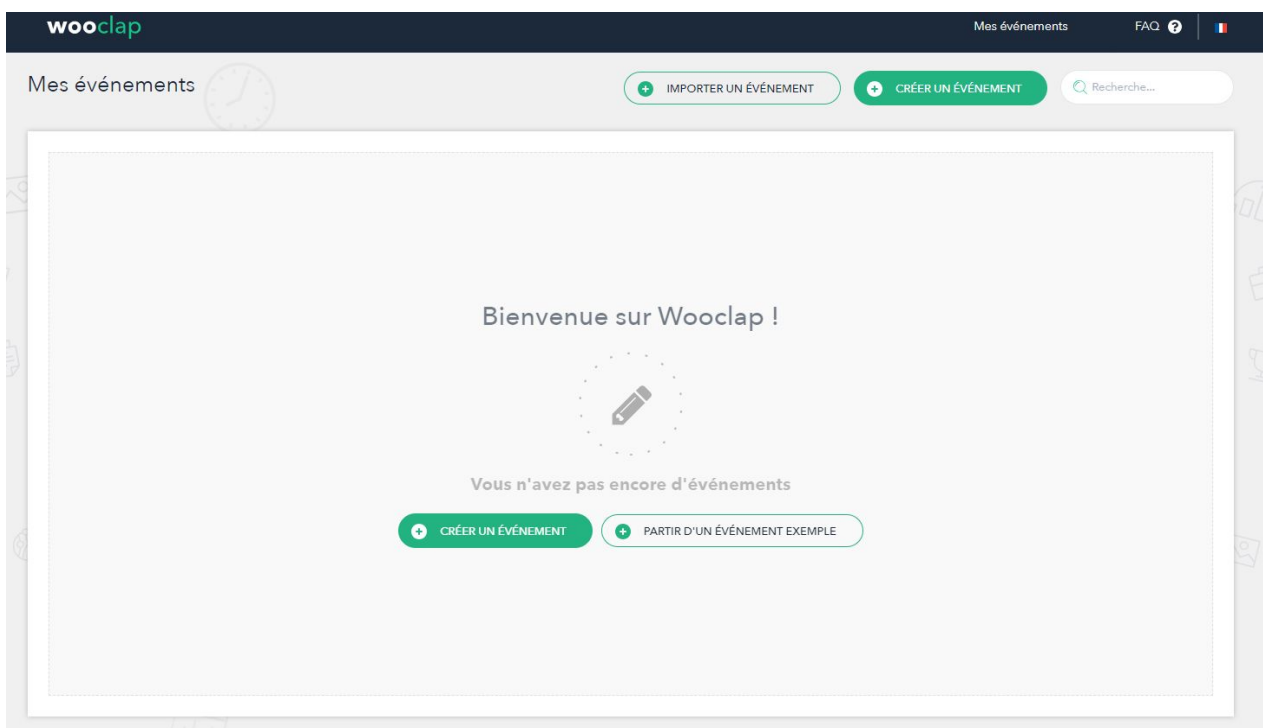 wooclap
Mes événements
FAQ ?
Mes événements
IMPORTER UN ÉVÉNEMENT
CRÉER UN ÉVÉNEMENT
Recherche...
Bienvenue sur Wooclap !
Vous n'avez pas encore d'événements
CRÉER UN ÉVÉNEMENT
PARTIR D'UN ÉVÉNEMENT EXEMPLE